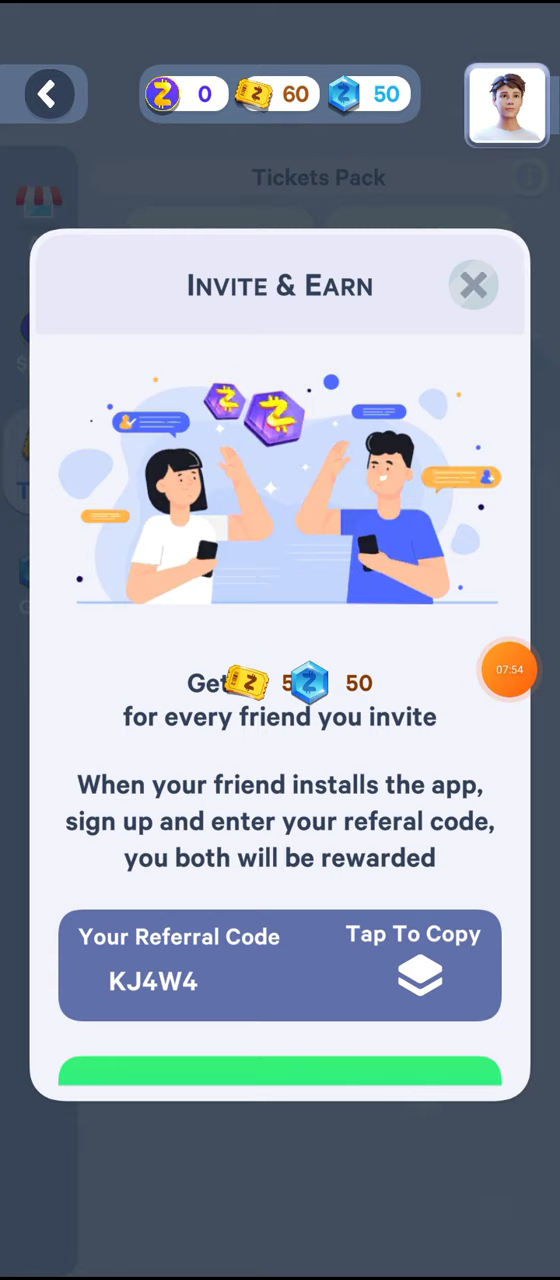 0 60 50
Tickets Pack
INVITE & EARN
Get 5 50
for every friend you invite
07:54
When your friend installs the app,
sign up and enter your referal code,
you both will be rewarded
Your Referral Code Tap To Copy
KJ4W4